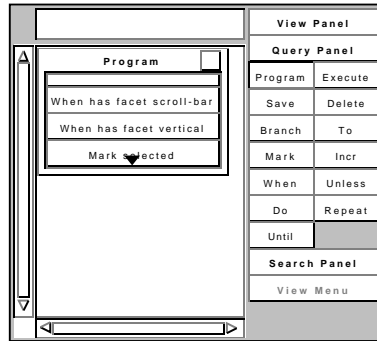 View Panel
Query Panel
Program
Program Execute
When has facet scroll-bar
Save Delete
When has facet vertical
Branch To
Mark selected
Mark Incr
When Unless
Do Repeat
Until
Search Panel
View Menu